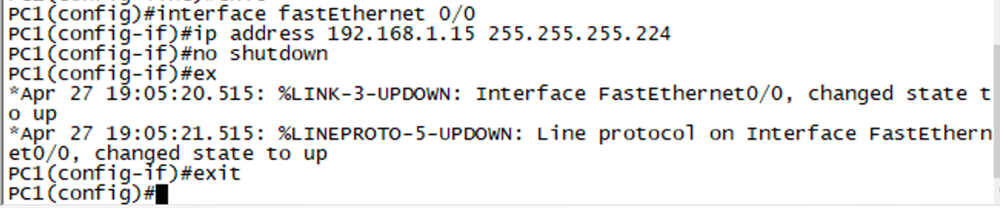 PC1(config)#interface fastEthernet 0/0
PC1(config-if)#ip address 192.168.1.15 255.255.255.224
PC1(config-if)#no shutdown
PC1(config-if)#ex
*Apr 27 19:05:20.515: %LINK-3-UPDOWN: Interface FastEthernet0/0, changed state t
o up
*Apr 27 19:05:21.515: %LINEPROTO-5-UPDOWN: Line protocol on Interface FastEthern
et0/0, changed state to up
PC1(config-if)#exit
PC1(config)#